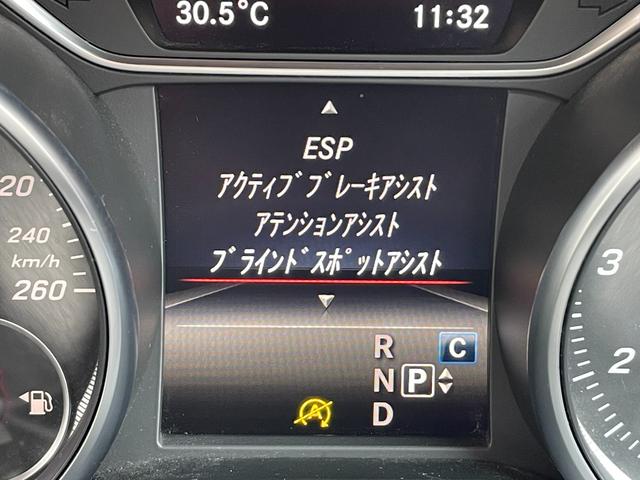 30.5°C 11:32
ESP
アクティブブレーキアシスト
アテンションアシスト
ブラインドスポットアシスト
20
240
km/h
260
R C
N P
D
A
3
2